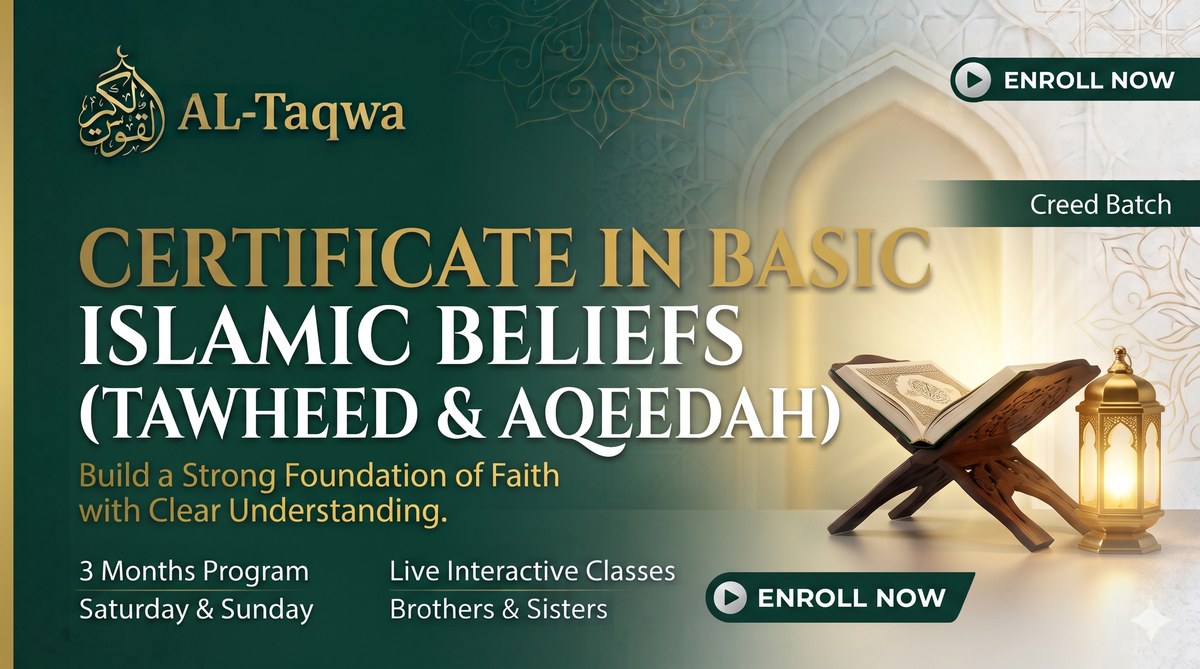 AL-Taqwa
ENROLL NOW
Creed Batch
CERTIFICATE IN BASIC
ISLAMIC BELIEFS
(TAWHEED & AQEEDAH)
Build a Strong Foundation of Faith
with Clear Understanding.
3 Months Program
Saturday & Sunday
Live Interactive Classes
Brothers & Sisters
ENROLL NOW